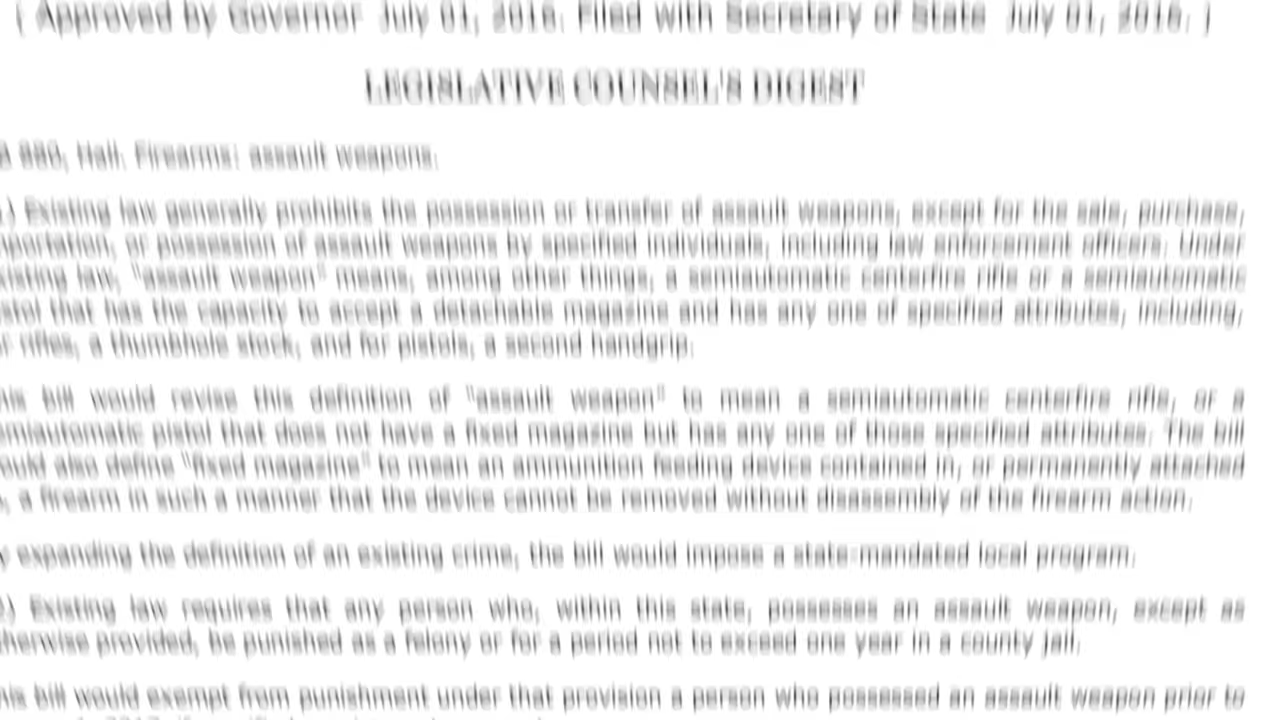 [ Approved by Governor July 01, 2016. Filed with Secretary of State July 01, 2016. ]
LEGISLATIVE COUNSEL'S DIGEST
880, Hall. Firearms: assault weapons.
) Existing law generally prohibits the possession or transfer of assault weapons, except for the sale, purchase,
portation, or possession of assault weapons by specified individuals, including law enforcement officers. Under
isting law, "assault weapon" means, among other things, a semiautomatic centerfire rifle or a semiautomatic
stol that has the capacity to accept a detachable magazine and has any one of specified attributes, including,
r rifles, a thumbhole stock, and for pistols, a second handgrip.
his bill would revise this definition of "assault weapon" to mean a semiautomatic centerfire rifle, or a
miautomatic pistol that does not have a fixed magazine but has any one of those specified attributes. The bill
ould also define "fixed magazine" to mean an ammunition feeding device contained in, or permanently attached
, a firearm in such a manner that the device cannot be removed without disassembly of the firearm action.
y expanding the definition of an existing crime, the bill would impose a state-mandated local program.
) Existing law requires that any person who, within this state, possesses an assault weapon, except as
herwise provided, be punished as a felony or for a period not to exceed one year in a county jail.
his bill would exempt from punishment under that provision a person who possessed an assault weapon prior to